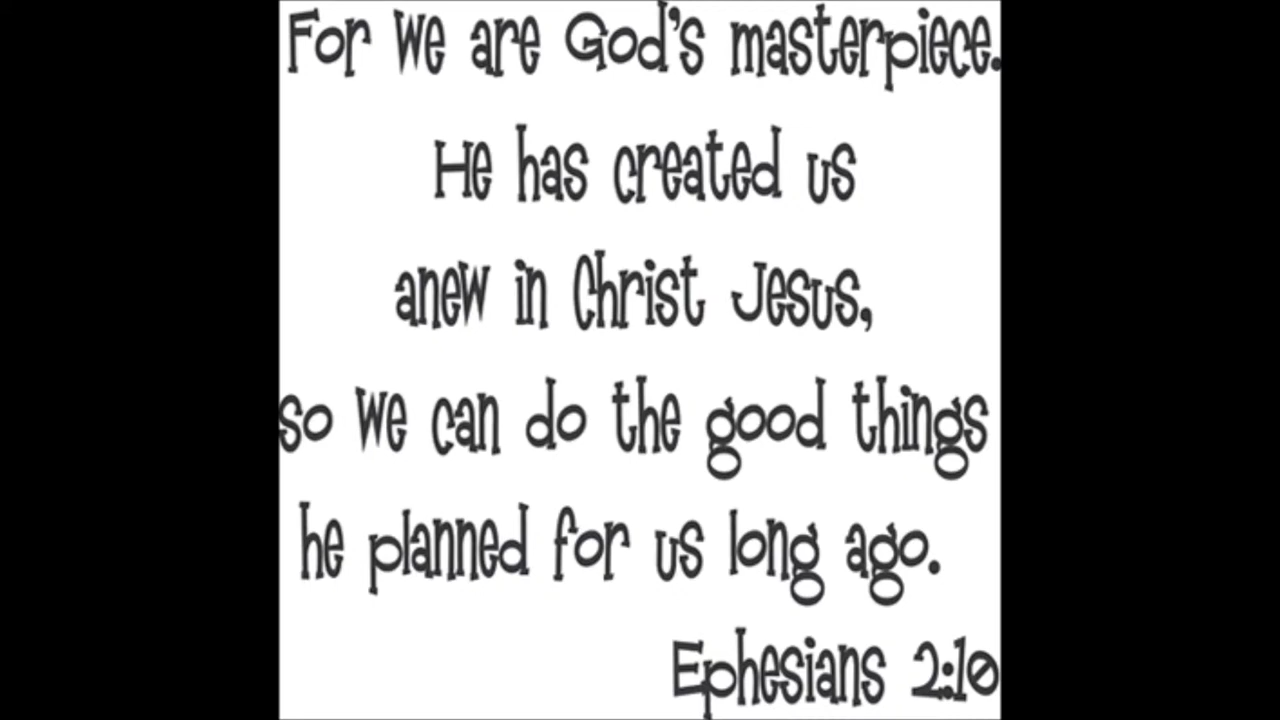 For we are God's masterpiece.
He has created us
anew in Christ Jesus,
so we can do the good things
he planned for us long ago.
Ephesians 2:10